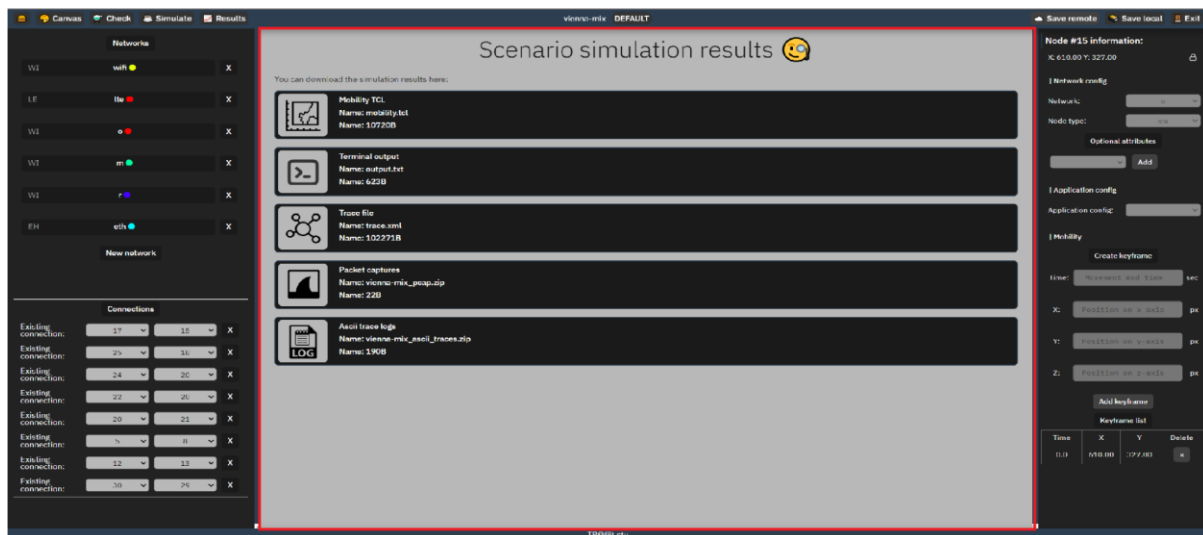 Canvas Check Simulate Results
vienna-mix DEFAULT
Save remote Save local Exit
Networks
WI wifi X
LE lte X
WI o X
WI m X
WI r X
EH eth X
New network
Connections
Existing connection: 17 15 X
Existing connection: 25 X
Existing connection: 24 20 X
Existing connection: 22 20 X
Existing connection: 20 21 X
Existing connection: 5 8 X
Existing connection: 12 13 X
Existing connection: 30 25 X
Scenario simulation results
You can download the simulation results here:
Mobility TCL
Name: mobility.tcl
Name: 10720B
Terminal output
Name: output.txt
Name: 623B
Trace file
Name: trace.xml
Name: 102271B
Packet captures
Name: vienna-mix_pcap.zip
Name: 22B
LOG
Ascii trace logs
Name: vienna-mix_ascii_traces.zip
Name: 190B
Node #15 information:
X: 610.00 Y: 327.00
| Network config
Network:
Node type:
Optional attributes
Add
| Application config
Application config:
| Mobility
Create keyframe
Time: Movement end time sec
X: Position on x-axis px
Y: Position on y-axis px
Z: Position on z-axis px
Add keyframe
Keyframe list
Time X Y Delete
0.0 610.00 327.00 x